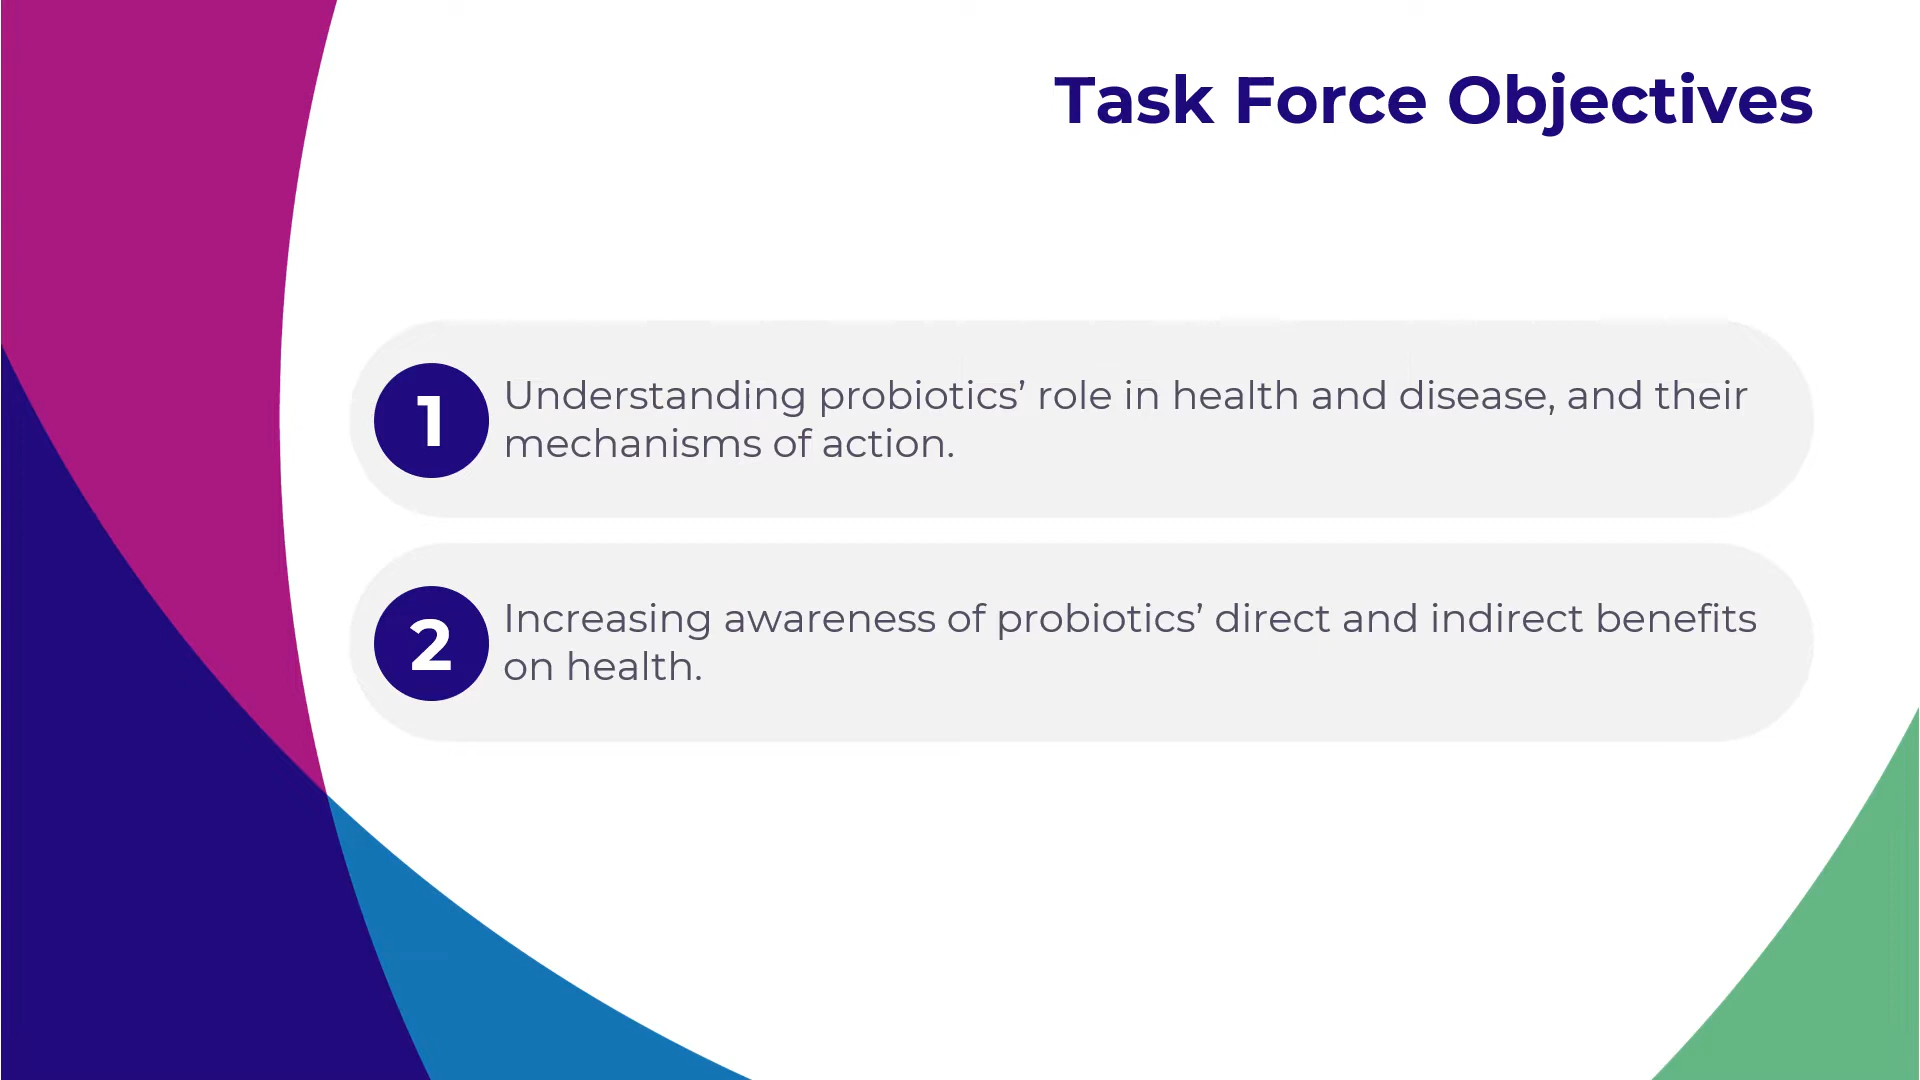 Task Force Objectives
1
Understanding probiotics’ role in health and disease, and their
mechanisms of action.
2
Increasing awareness of probiotics’ direct and indirect benefits
on health.